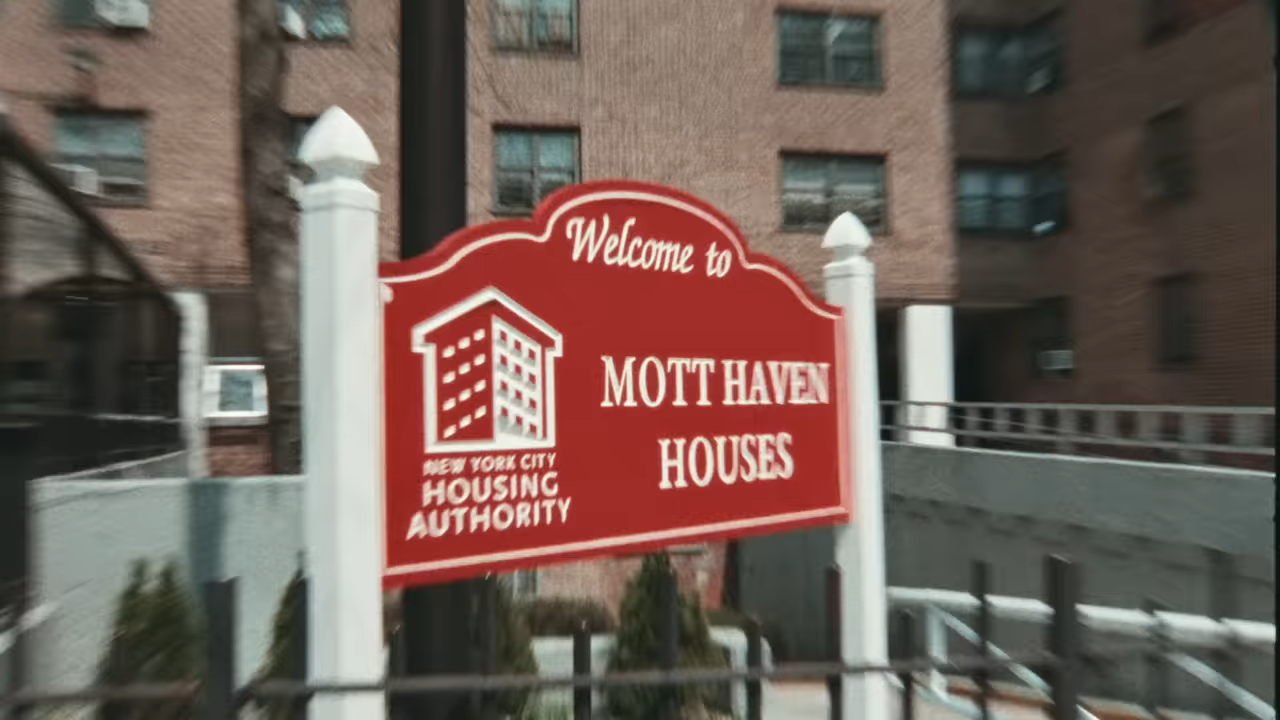 Welcome to
MOTT HAVEN
HOUSES
NEW YORK CITY
HOUSING
AUTHORITY